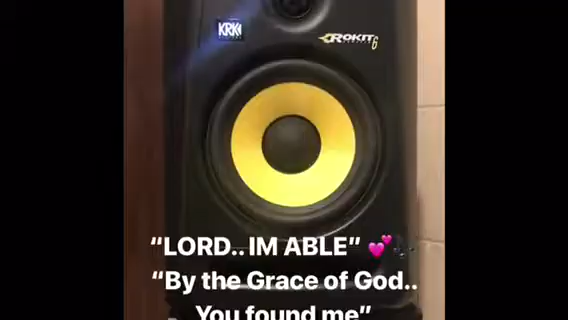 KRK
ROKIT 6
“LORD.. IM ABLE” 💕
“By the Grace of God..
You found me”